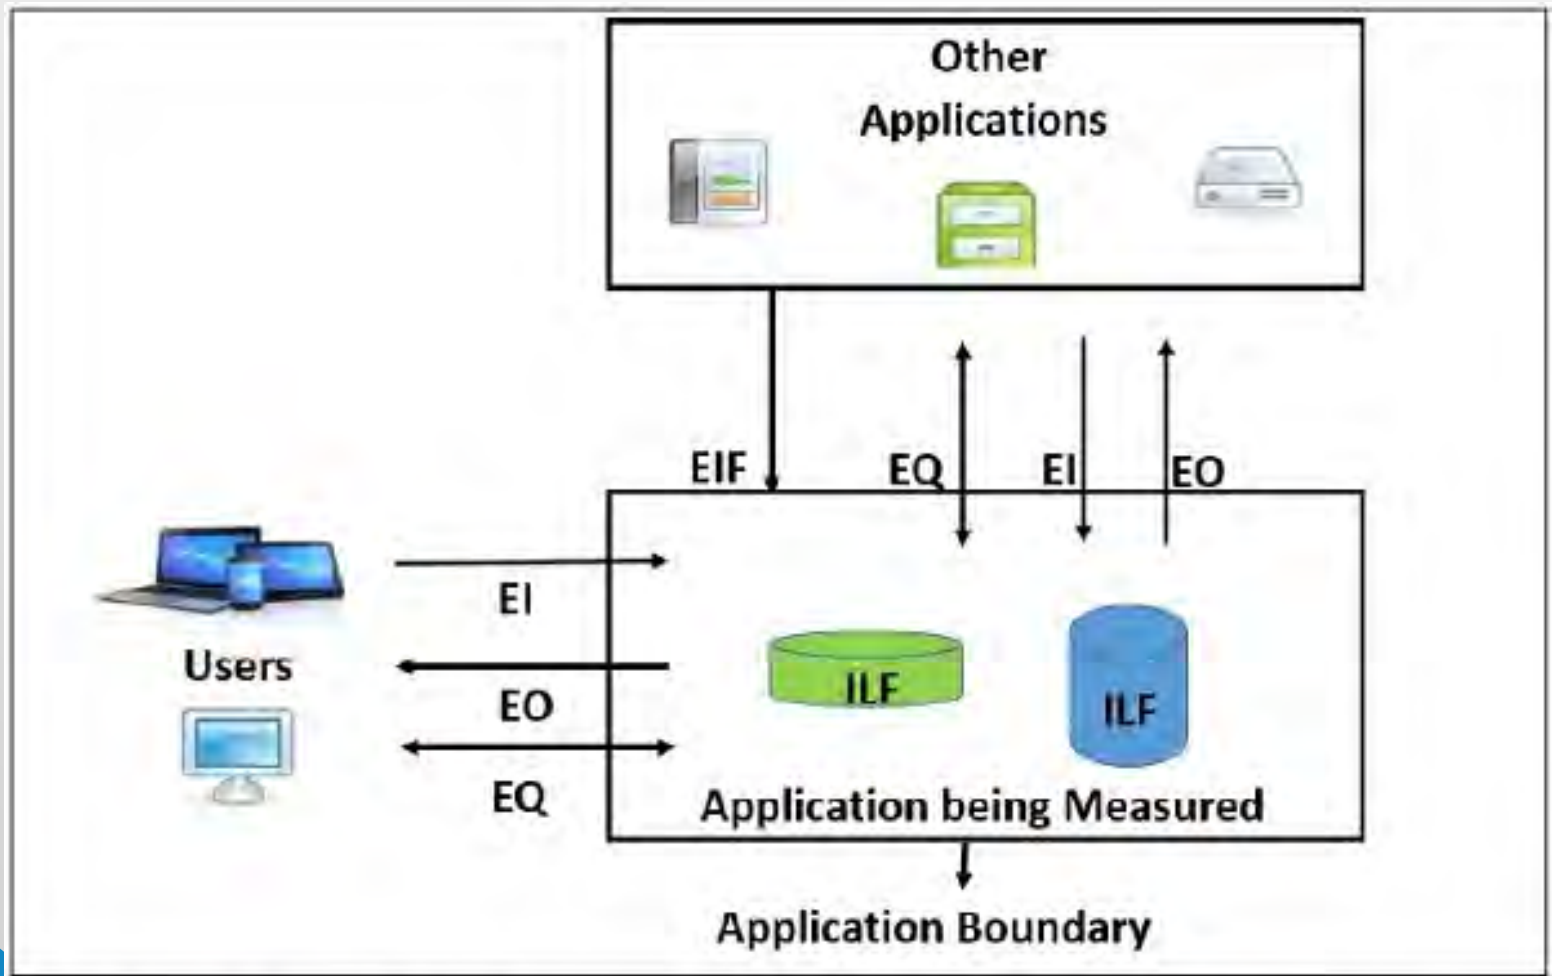 Other
Applications
EIF
EQ
EI
EO
EI
Users
EO
EQ
ILF
ILF
Application being Measured
Application Boundary